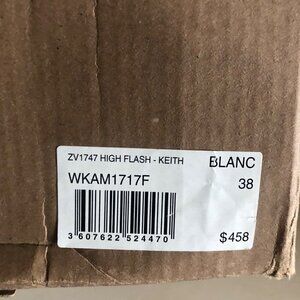 ZV1747 HIGH FLASH - KEITH
BLANC
WKAM1717F
38
3 607622 524470
$458